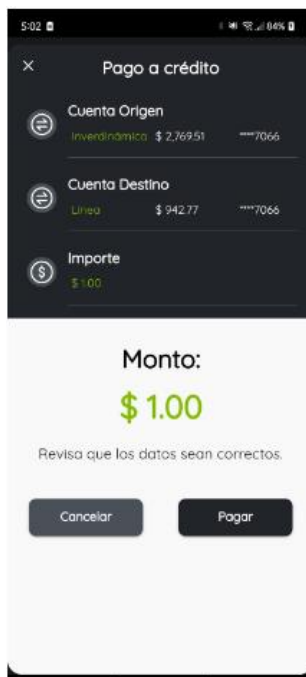 5:02 84%
× Pago a crédito
Cuenta Origen
Inverdinámica $ 2,769.51 ****7066
Cuenta Destino
Línea $ 942.77 ****7066
Importe
$ 1.00
Monto:
$ 1.00
Revisa que los datos sean correctos.
Cancelar Pagar